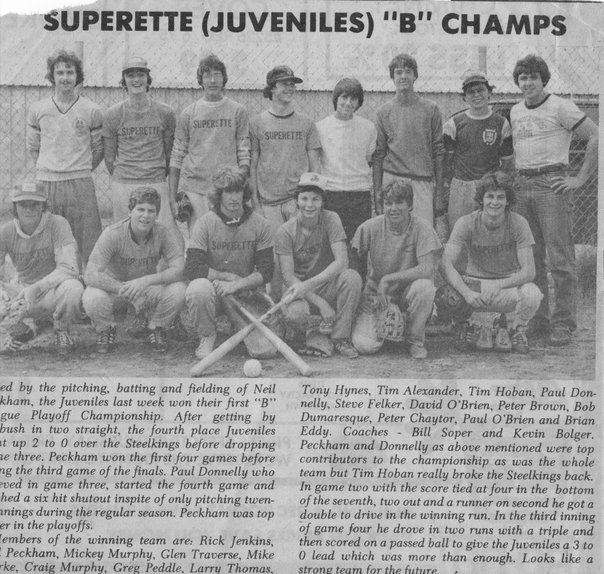 SUPERETTE (JUVENILES) "B" CHAMPS
SUPERETTE
SUPERETTE
SUPERETTE
SUPERETTE
SUPERETTE
SUPERETTE
ed by the pitching, batting and fielding of Neil
kham, the Juveniles last week won their first "B"
gue Playoff Championship. After getting by
bush in two straight, the fourth place Juveniles
t up 2 to 0 over the Steelkings before dropping
e three. Peckham won the first four games before
ng the third game of the finals. Paul Donnelly who
eved in game three, started the fourth game and
hed a six hit shutout inspite of only pitching twen-
nnings during the regular season. Peckham was top
er in the playoffs.
embers of the winning team are: Rick Jenkins,
l Peckham, Mickey Murphy, Glen Traverse, Mike
rke, Craig Murphy, Greg Peddle, Larry Thomas,
Tony Hynes, Tim Alexander, Tim Hoban, Paul Don-
nelly, Steve Felker, David O'Brien, Peter Brown, Bob
Dumaresque, Peter Chaytor, Paul O'Brien and Brian
Eddy. Coaches - Bill Soper and Kevin Bolger.
Peckham and Donnelly as above mentioned were top
contributors to the championship as was the whole
team but Tim Hoban really broke the Steelkings back.
In game two with the score tied at four in the bottom
of the seventh, two out and a runner on second he got a
double to drive in the winning run. In the third inning
of game four he drove in two runs with a triple and
then scored on a passed ball to give the Juveniles a 3 to
0 lead which was more than enough. Looks like a
strong team for the future.